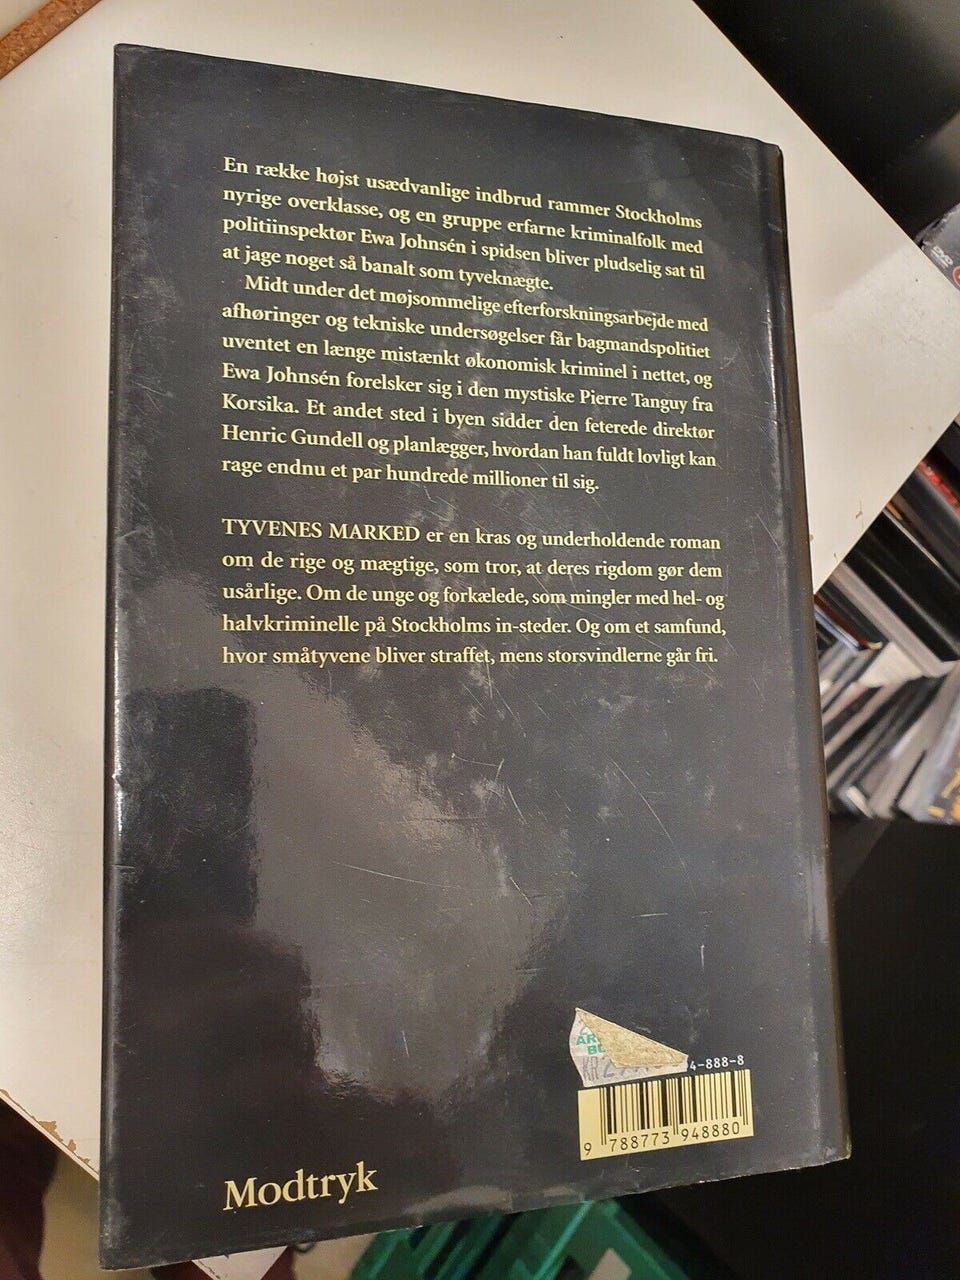 En række højst usædvanlige indbrud rammer Stockholms
nyrige overklasse, og en gruppe erfarne kriminalfolk med
politiinspektør Ewa Johnsén i spidsen bliver pludselig sat til
at jage noget så banalt som tyveknægte.
Midt under det møjsommelige efterforskningsarbejde med
afhøringer og tekniske undersøgelser får bagmandspolitiet
uventet en længe mistænkt økonomisk kriminel i nettet, og
Ewa Johnsén forelsker sig i den mystiske Pierre Tanguy fra
Korsika. Et andet sted i byen sidder den feterede direktør
Henric Gundell og planlægger, hvordan han fuldt lovligt kan
rage endnu et par hundrede millioner til sig.
TYVENES MARKED er en kras og underholdende roman
om de rige og mægtige, som tror, at deres rigdom gør dem
usårlige. Om de unge og forkælede, som mingler med hel- og
halvkriminelle på Stockholms in-steder. Og om et samfund,
hvor småtyvene bliver straffet, mens storsvindlerne går fri.
4-888-8
KR
9 788773 948880
Modtryk
DVD